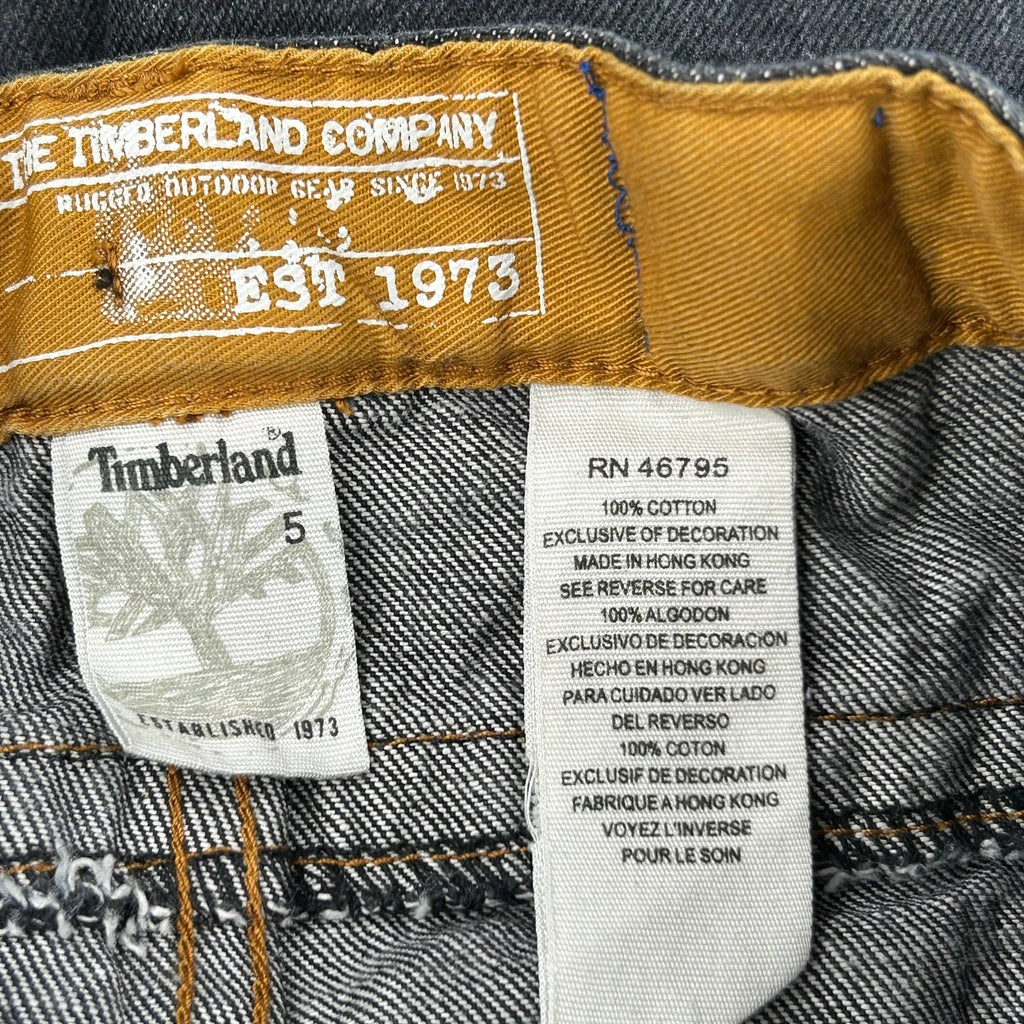 THE TIMBERLAND COMPANY
RUGGED OUTDOOR GEAR SINCE 1973
EST 1973
Timberland®
5
ESTABLISHED 1973
RN 46795
100% COTTON
EXCLUSIVE OF DECORATION
MADE IN HONG KONG
SEE REVERSE FOR CARE
100% ALGODON
EXCLUSIVO DE DECORACION
HECHO EN HONG KONG
PARA CUIDADO VER LADO
DEL REVERSO
100% COTON
EXCLUSIF DE DECORATION
FABRIQUE A HONG KONG
VOYEZ L'INVERSE
POUR LE SOIN